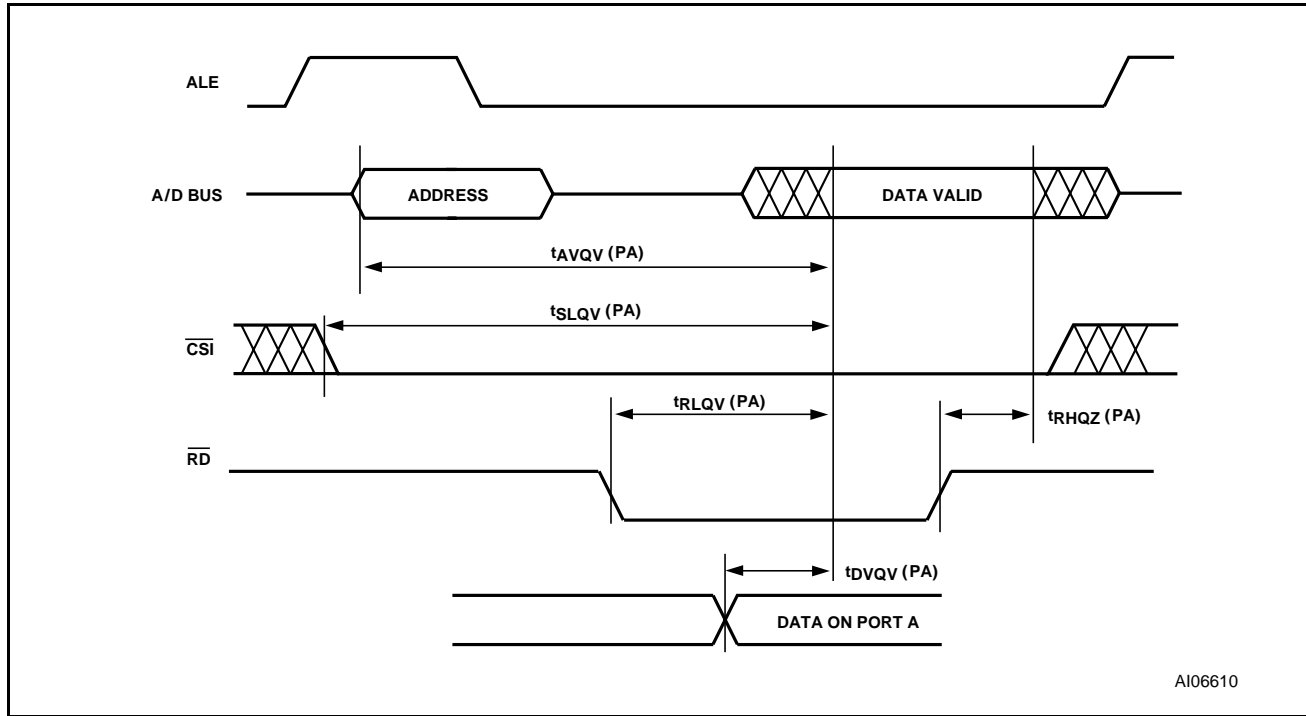 ALE
A/D BUS
ADDRESS
DATA VALID
tAVQV (PA)
tSLQV (PA)
CSI
tRLQV (PA)
tRHQZ (PA)
RD
tDVQV (PA)
DATA ON PORT A
AI06610